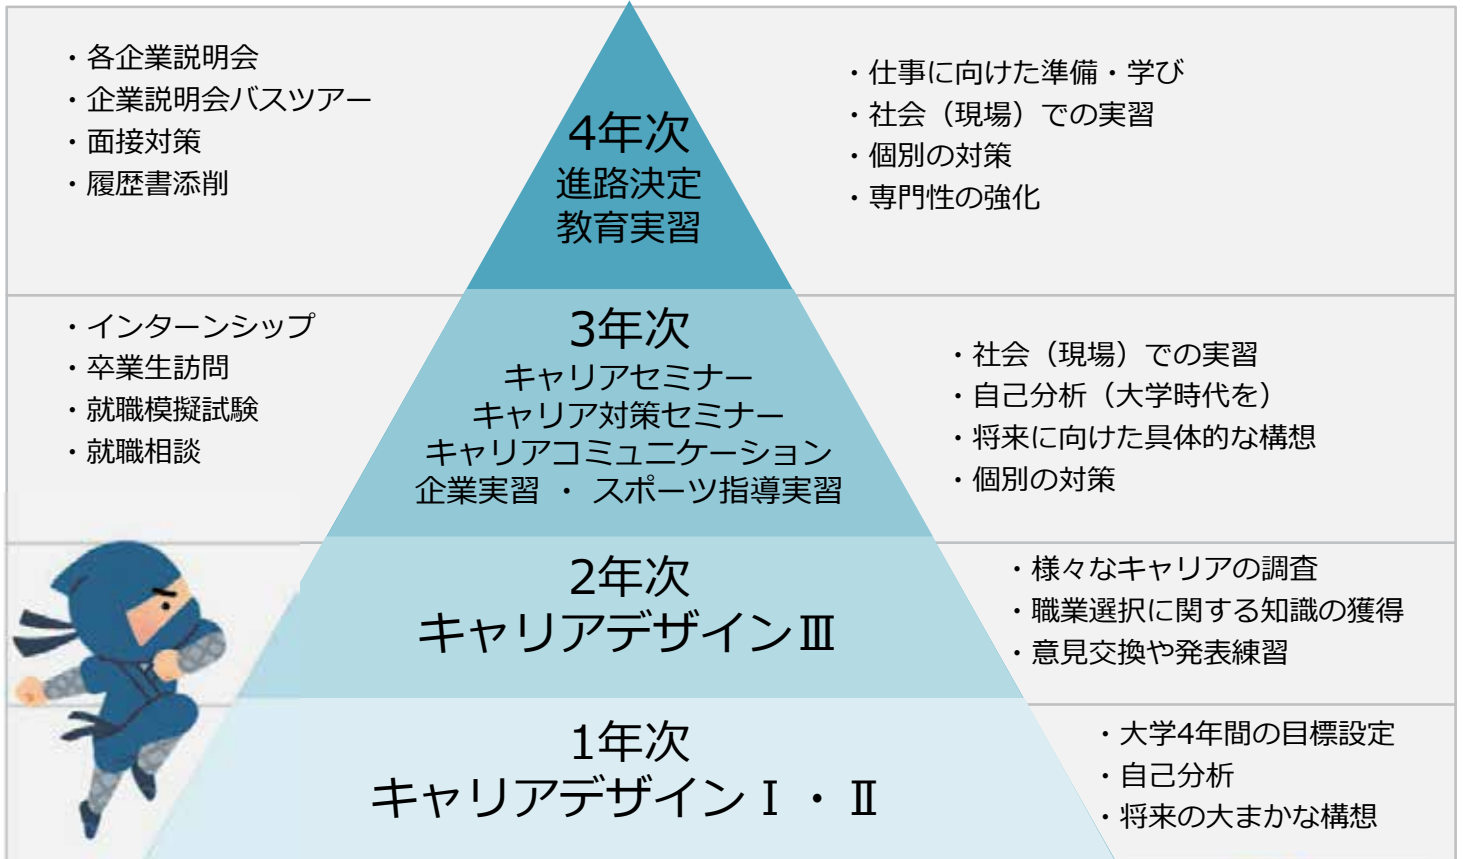 ・各企業説明会
・企業説明会バスツアー
・面接対策
・履歴書添削
4年次
進路決定
教育実習
・仕事に向けた準備・学び
・社会（現場）での実習
・個別の対策
・専門性の強化
・インターンシップ
・卒業生訪問
・就職模擬試験
・就職相談
3年次
キャリアセミナー
キャリア対策セミナー
キャリアコミュニケーション
企業実習 ・ スポーツ指導実習
・社会（現場）での実習
・自己分析（大学時代を）
・将来に向けた具体的な構想
・個別の対策
2年次
キャリアデザインⅢ
・様々なキャリアの調査
・職業選択に関する知識の獲得
・意見交換や発表練習
1年次
キャリアデザインⅠ・Ⅱ
・大学4年間の目標設定
・自己分析
・将来の大まかな構想